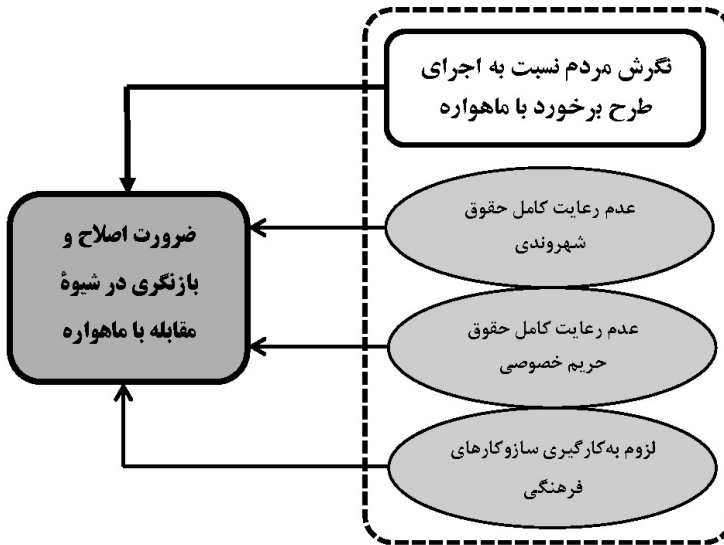 نگرش مردم نسبت به اجرای
طرح برخورد با ماهواره
عدم رعایت کامل حقوق
شهروندی
عدم رعایت کامل حقوق
حریم خصوصی
لزوم به‌کارگیری سازوکارهای
فرهنگی
ضرورت اصلاح و
بازنگری در شیوهٔ
مقابله با ماهواره